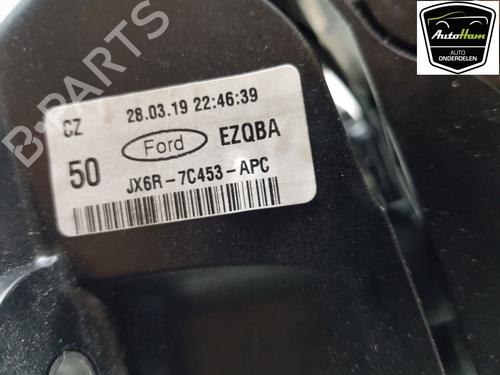 AutoHam
AUTO
ONDERDELEN
B-PARTS
CZ 28.03.19 22:46:39
50 Ford EZQBA
JX6R-7C453-APC